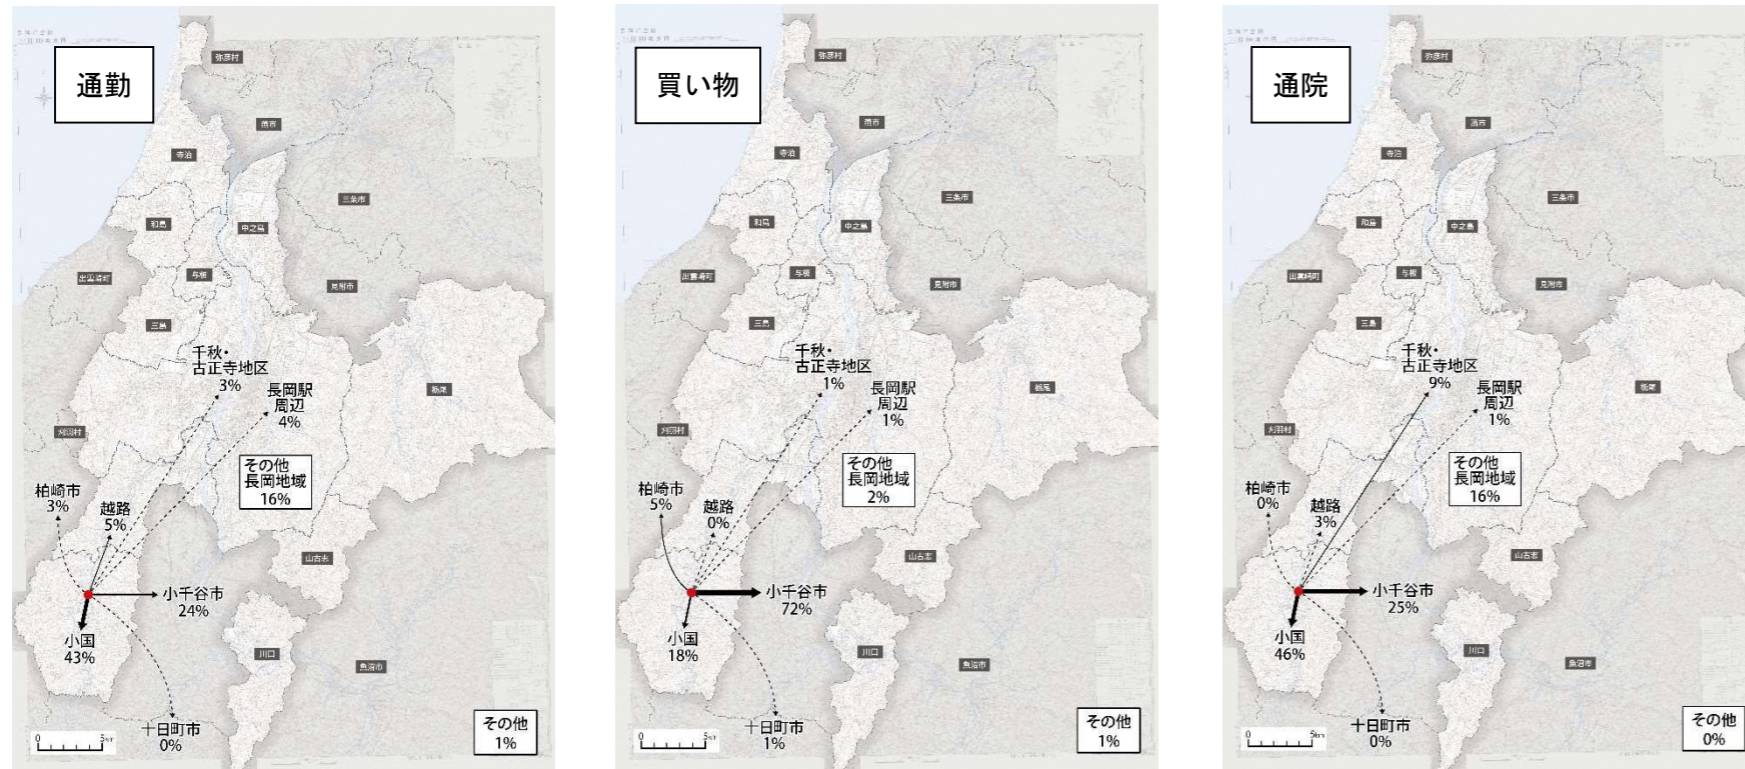 通勤
弥彦村
燕市
寺泊
三条市
和島
中之島
出雲崎町
与板
見附市
三島
千秋・
古正寺地区
3%
長岡駅
周辺
4%
栃尾
刈羽村
その他
長岡地域
16%
柏崎市
3%
越路
5%
山古志
小千谷市
24%
小国
43%
川口
魚沼市
十日町市
0%
0 5km
その他
1%
買い物
弥彦村
燕市
寺泊
三条市
和島
中之島
出雲崎町
与板
見附市
三島
千秋・
古正寺地区
1%
長岡駅
周辺
1%
栃尾
刈羽村
その他
長岡地域
2%
柏崎市
5%
越路
0%
山古志
小千谷市
72%
小国
18%
川口
魚沼市
十日町市
1%
0 5km
その他
1%
通院
弥彦村
燕市
寺泊
三条市
和島
中之島
出雲崎町
与板
見附市
三島
千秋・
古正寺地区
9%
長岡駅
周辺
1%
栃尾
刈羽村
その他
長岡地域
16%
柏崎市
0%
越路
3%
山古志
小千谷市
25%
小国
46%
川口
魚沼市
十日町市
0%
0 5km
その他
0%